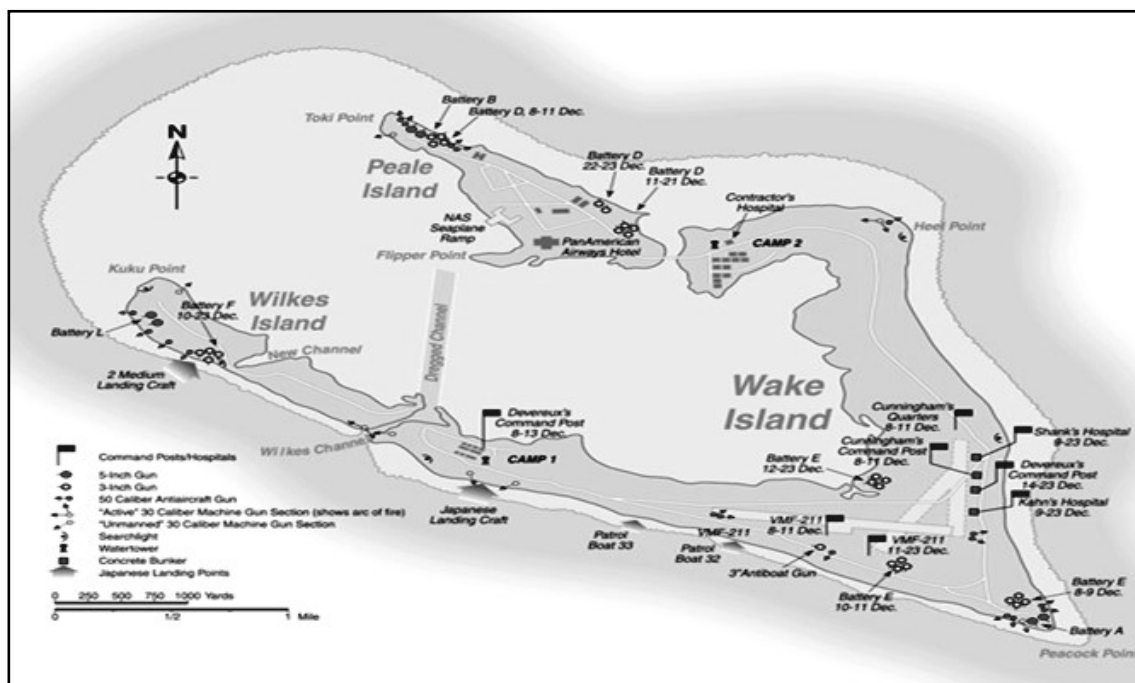 Battery B
Battery D, 8-11 Dec.
Toki Point
N
Peale
Island
Battery D
22-23 Dec.
Battery D
11-21 Dec.
Contractor's
Hospital
NAS
Seaplane
Ramp
PanAmerican
Airways Hotel
CAMP 2
Heel Point
Flipper Point
Kuku Point
Wilkes
Island
Battery F
10-23 Dec.
Battery L
New Channel
Dredged Channel
2 Medium
Landing Craft
Wake
Island
Wilkes Channel
Devereux's
Command Post
8-13 Dec.
CAMP 1
Cunningham's
Quarters
8-11 Dec.
Cunningham's
Command Post
8-11 Dec.
Shank's Hospital
9-23 Dec.
Devereux's
Command Post
14-23 Dec.
Kahn's Hospital
9-23 Dec.
Battery E
12-23 Dec.
Japanese
Landing Craft
Patrol
Boat 33
Patrol
Boat 32
VMF-211
VMF-211
8-11 Dec.
VMF-211
11-23 Dec.
3"Antiboat Gun
Battery E
10-11 Dec.
Battery E
8-9 Dec.
Battery A
Peacock Point
Command Posts/Hospitals
5-Inch Gun
3-Inch Gun
50 Caliber Antiaircraft Gun
"Active" 30 Caliber Machine Gun Section (shows arc of fire)
"Unmanned" 30 Caliber Machine Gun Section
Searchlight
Watertower
Concrete Bunker
Japanese Landing Points
0 250 500 750 1000 Yards
0 1/2 1 Mile